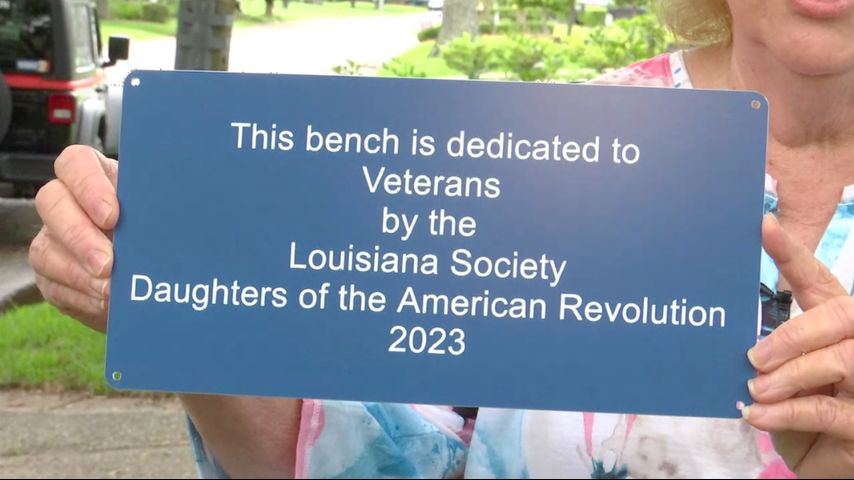 This bench is dedicated to
Veterans
by the
Louisiana Society
Daughters of the American Revolution
2023